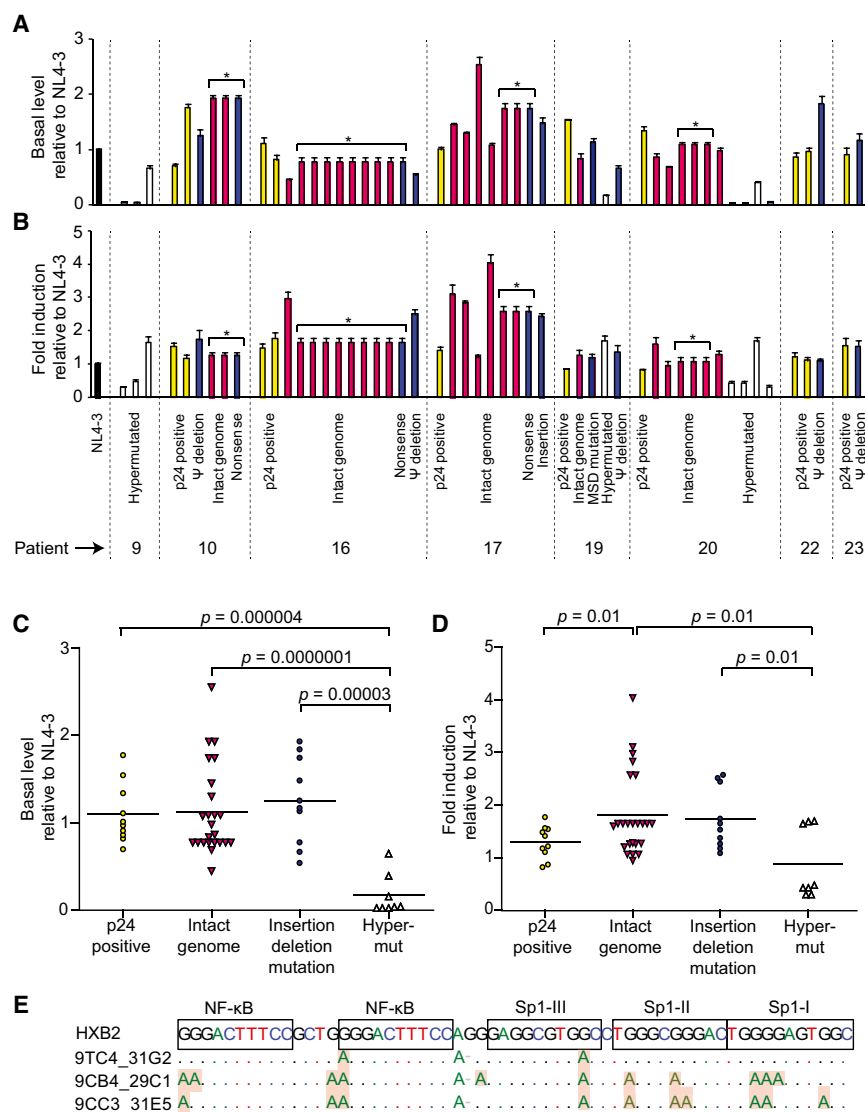 A
Basal level
relative to NL4-3
3
2
1
0
* * * *
B
Fold induction
relative to NL4-3
5
4
3
2
1
0
* * * *
NL4-3
Hypermutated
p24 positive
Ψ deletion
Intact genome
Nonsense
p24 positive
Intact genome
Nonsense
Ψ deletion
p24 positive
Intact genome
Nonsense
Insertion
p24 positive
Intact genome
MSD mutation
Hypermutated
Ψ deletion
p24 positive
Intact genome
Hypermutated
p24 positive
Ψ deletion
p24 positive
Ψ deletion
Patient → 9 10 16 17 19 20 22 23
C
p = 0.000004
p = 0.0000001
p = 0.00003
Basal level
relative to NL4-3
3
2
1
0
p24 positive
Intact genome
Insertion deletion mutation
Hyper-mut
D
p = 0.01 p = 0.01
p = 0.01
Fold induction
relative to NL4-3
5
4
3
2
1
0
p24 positive
Intact genome
Insertion deletion mutation
Hyper-mut
E
NF-κB NF-κB Sp1-III Sp1-II Sp1-I
HXB2 GGGACTTTCCGCTGGGGACTTTCCAGGGAGGCGTGGCCTGGGCGGGACTGGGGAGTGGC
9TC4_31G2 ..............A.........A-.........A.......................
9CB4_29C1 AA...........AA.........A-A........A...A...A......AAA......
9CC3_31E5 A............AA.........A-.........A...A...AA.....AA....A..